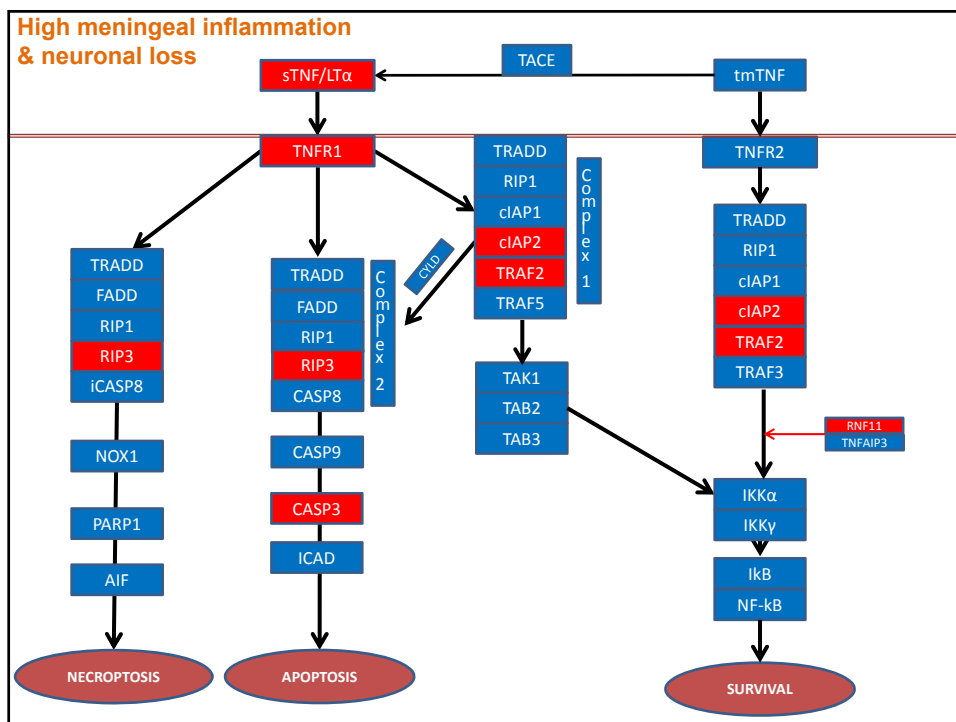 High meningeal inflammation
& neuronal loss
TACE
sTNF/LTα
tmTNF
TNFR1
TNFR2
TRADD
RIP1
cIAP1
cIAP2
TRAF2
TRAF5
Complex 1
CYLD
TRADD
FADD
RIP1
RIP3
iCASP8
NOX1
PARP1
AIF
NECROPTOSIS
TRADD
FADD
RIP1
RIP3
CASP8
Complex 2
CASP9
CASP3
ICAD
APOPTOSIS
TAK1
TAB2
TAB3
TRADD
RIP1
cIAP1
cIAP2
TRAF2
TRAF3
RNF11
TNFAIP3
IKKα
IKKγ
IkB
NF-kB
SURVIVAL